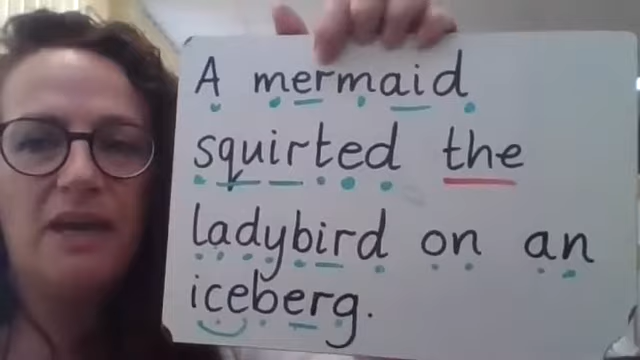 A mermaid
squirted the
ladybird on an
iceberg.